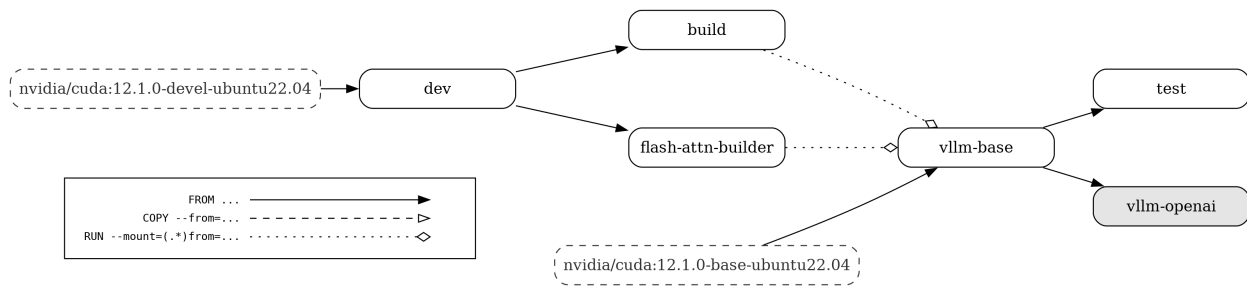 build
nvidia/cuda:12.1.0-devel-ubuntu22.04
dev
test
flash-attn-builder
vllm-base
FROM ...
COPY --from=...
RUN --mount=(.*)from=...
vllm-openai
nvidia/cuda:12.1.0-base-ubuntu22.04